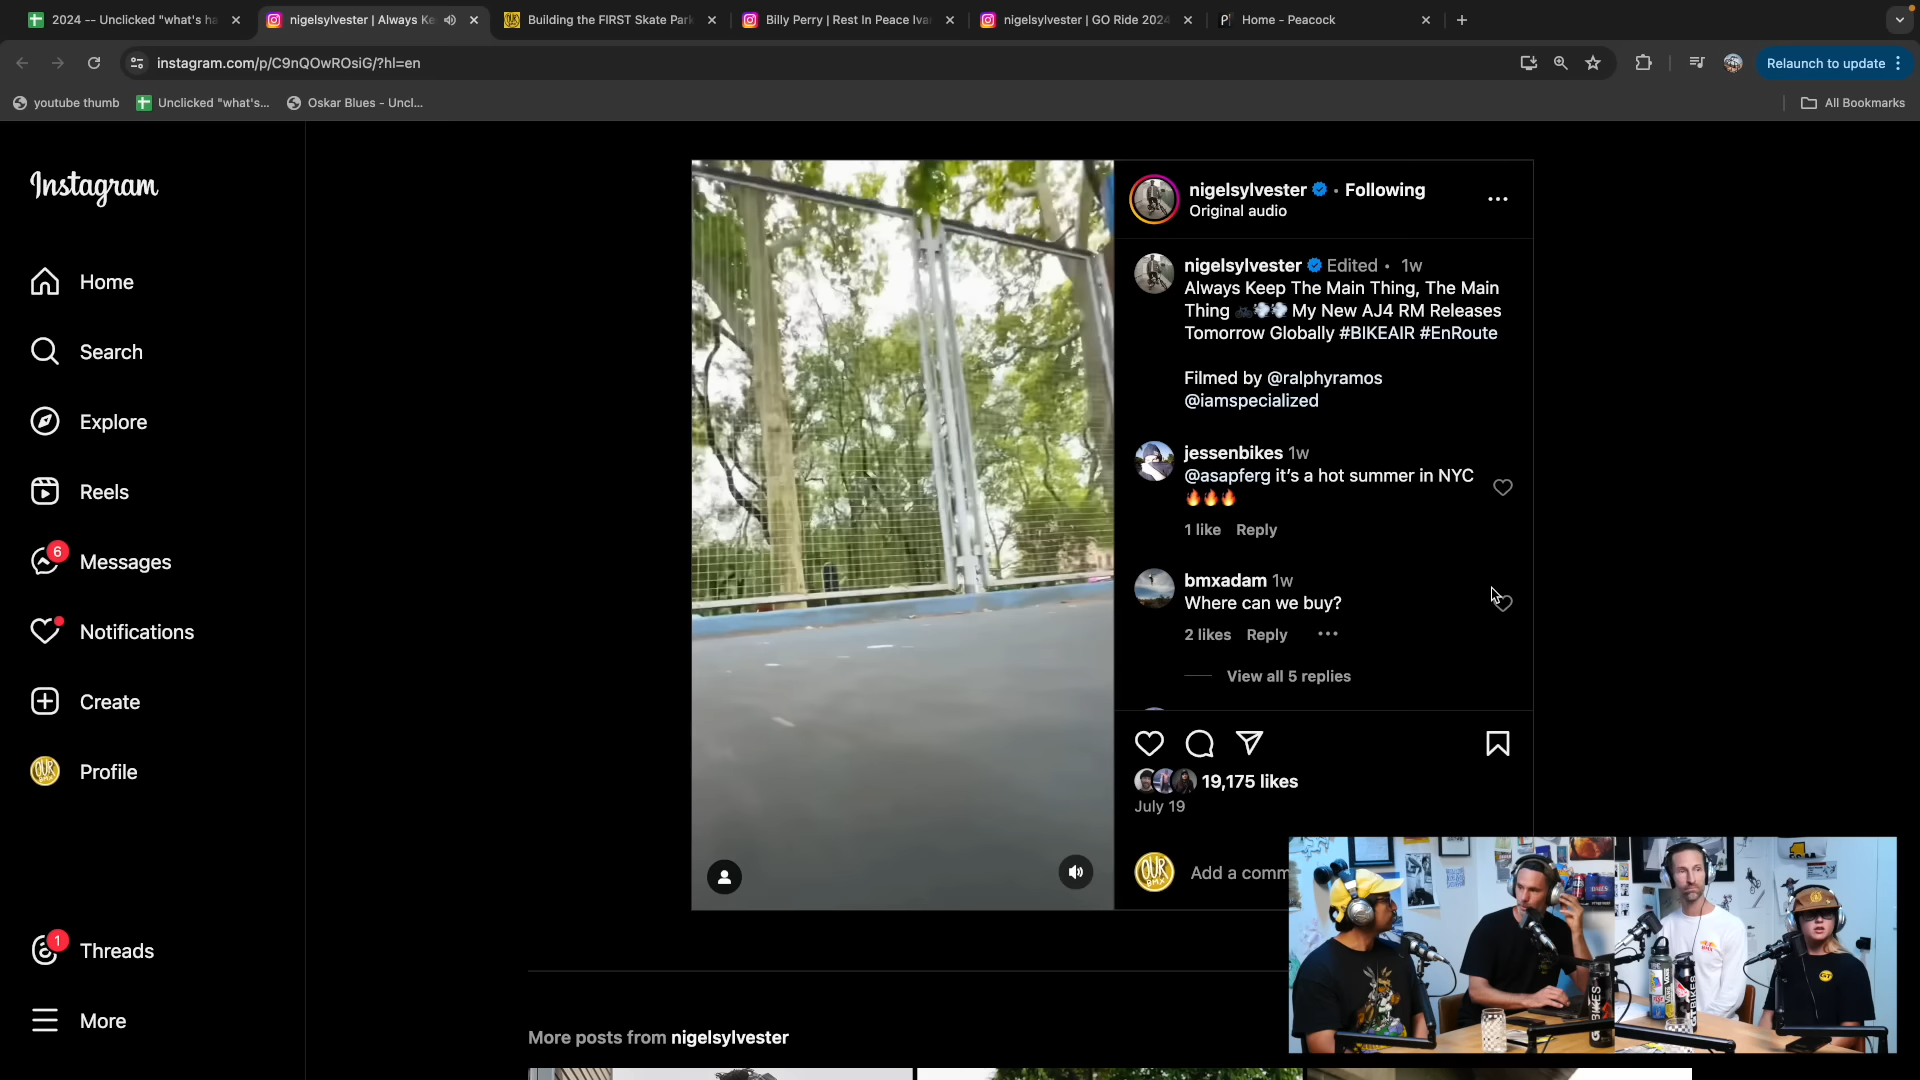 2024 -- Unclicked "what's ha
nigelsylvester | Always Ke
Building the FIRST Skate Park
Billy Perry | Rest In Peace Ivan
nigelsylvester | GO Ride 2024
Home - Peacock
instagram.com/p/C9nQOwROsiG/?hl=en
Relaunch to update
youtube thumb
Unclicked "what's...
Oskar Blues - Uncl...
All Bookmarks
Instagram
Home
Search
Explore
Reels
6
Messages
Notifications
Create
Profile
1
Threads
More
nigelsylvester • Following
Original audio
nigelsylvester Edited • 1w
Always Keep The Main Thing, The Main
Thing 🚲💨💨 My New AJ4 RM Releases
Tomorrow Globally #BIKEAIR #EnRoute
Filmed by @ralphyramos
@iamspecialized
jessenbikes 1w
@asapferg it's a hot summer in NYC
🔥🔥🔥
1 like Reply
bmxadam 1w
Where can we buy?
2 likes Reply
View all 5 replies
19,175 likes
July 19
OUR
BMX
Add a comm
More posts from nigelsylvester